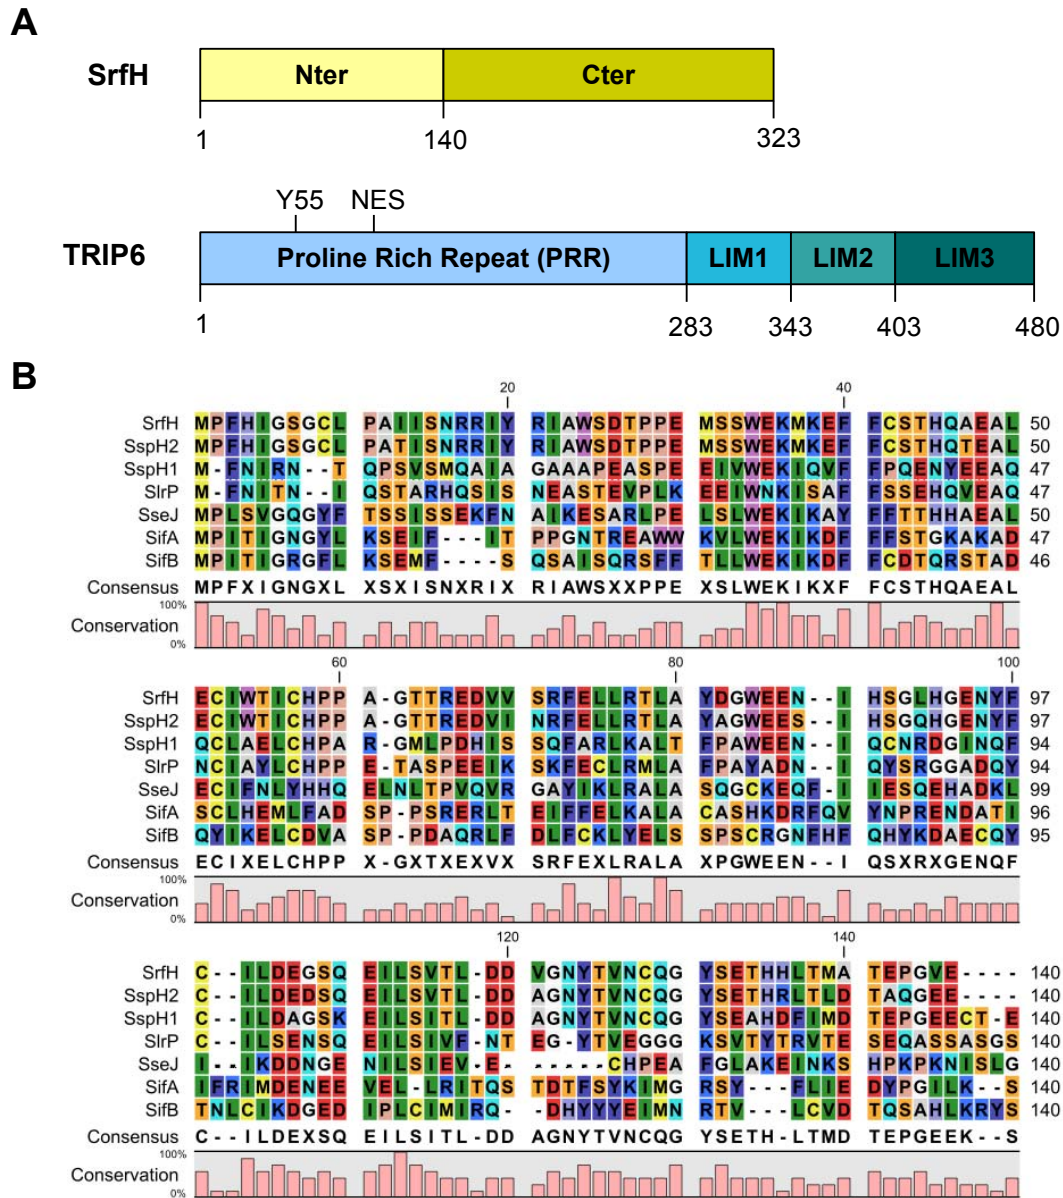 A
SrfH
Nter Cter
1 140 323
Y55 NES
TRIP6
Proline Rich Repeat (PRR) LIM1 LIM2 LIM3
1 283 343 403 480
B
20 40
SrfH MPFHIGSGCL PAIISNRRIY RIAWSDTPPE MSSWEKMKEF FCSTHQAEAL 50
SspH2 MPFHIGSGCL PATISNRRIY RIAWSDTPPE MSSWEKMKEF FCSTHQTEAL 50
SspH1 M-FNIRN--T QPSVSMQAIA GAAAPEASPE EIVWEKIQVF FPQENYEEAQ 47
SlrP M-FNITN--I QSTARHQSIS NEASTEVPLK EEIWNKISAF FSSEHQVEAQ 47
SseJ MPLSVGQGYF TSSISSEKFN AIKESARLPE LSLWEKIKAY FFTTHHAEAL 50
SifA MPITIGNGYL KSEIF---IT PPGNTREAWW KVLWEKIKDF FFSTGKAKAD 47
SifB MPITIGRGFL KSEMF----S QSAISQRSFF TLLWEKIKDF FCDTQRSTAD 46
Consensus MPFXIGNGXL XSXISNXRIX RIAWSXXPPE XSLWEKIKXF FCSTHQAEAL
100%
Conservation
0%
60 80 100
SrfH ECIWTICHPP A-GTTREDVV SRFELLRTLA YDGWEEN--I HSGLHGENYF 97
SspH2 ECIWTICHPP A-GTTREDVI NRFELLRTLA YAGWEES--I HSGQHGENYF 97
SspH1 QCLAELCHPA R-GMLPDHIS SQFARLKALT FPAWEEN--I QCNRDGINQF 94
SlrP NCIAYLCHPP E-TASPEEIK SKFECLRMLA FPAYADN--I QYSRGGADQY 94
SseJ ECIFNLYHHQ ELNLTPVQVR GAYIKLRALA SQGCKEQF-I IESQEHADKL 99
SifA SCLHEMLFAD SP-PSRERLT EIFFELKALA CASHKDRFQV YNPRENDATI 96
SifB QYIKELCDVA SP-PDAQRLF DLFCKLYELS SPSCRGNFHF QHYKDAECQY 95
Consensus ECIXELCHPP X-GXTXEXVX SRFEXLRALA XPGWEEN--I QSXRXGENQF
100%
Conservation
0%
120 140
SrfH C--ILDEGSQ EILSVTL-DD VGNYTVNCQG YSETHHLTMA TEPGVE---- 140
SspH2 C--ILDEDSQ EILSVTL-DD AGNYTVNCQG YSETHRLTLD TAQGEE---- 140
SspH1 C--ILDAGSK EILSITL-DD AGNYTVNCQG YSEAHDFIMD TEPGEECT-E 140
SlrP C--ILSENSQ EILSIVF-NT EG-YTVEGGG KSVTYTRVTE SEQASSASGS 140
SseJ I--IKDDNGE NILSIEV-E- -----CHPEA FGLAKEINKS HPKPKNISLG 140
SifA IFRIMDENEE VEL-LRITQS TDTFSYKIMG RSY---FLIE DYPGILK--S 140
SifB TNLCIKDGED IPLCIMIRQ- -DHYYYEIMN RTV---LCVD TQSAHLKRYS 140
Consensus C--ILDEXSQ EILSITL-DD AGNYTVNCQG YSETH-LTMD TEPGEEK--S
100%
Conservation
0%